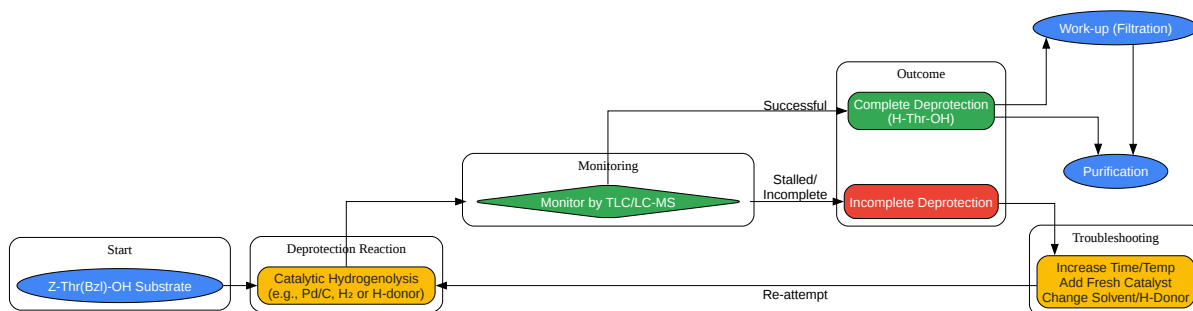 Start
Z-Thr(Bzl)-OH Substrate
Deprotection Reaction
Catalytic Hydrogenolysis
(e.g., Pd/C, H₂ or H-donor)
Monitoring
Monitor by TLC/LC-MS
Successful
Stalled/
Incomplete
Outcome
Complete Deprotection
(H-Thr-OH)
Incomplete Deprotection
Work-up (Filtration)
Purification
Troubleshooting
Increase Time/Temp
Add Fresh Catalyst
Change Solvent/H-Donor
Re-attempt